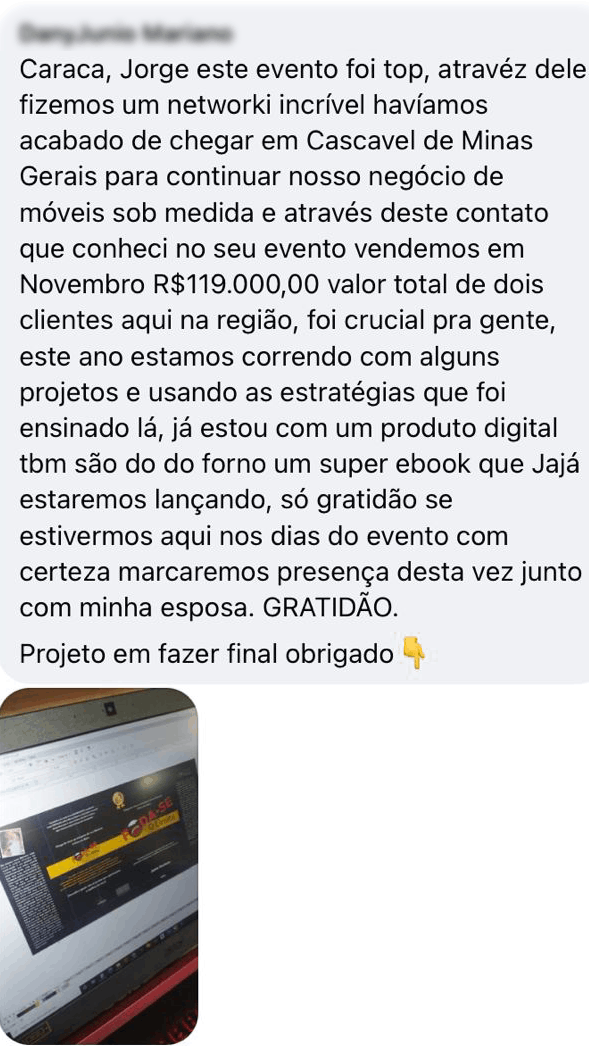 Caraca, Jorge este evento foi top, atravéz dele
fizemos um networki incrível havíamos
acabado de chegar em Cascavel de Minas
Gerais para continuar nosso negócio de
móveis sob medida e através deste contato
que conheci no seu evento vendemos em
Novembro R$119.000,00 valor total de dois
clientes aqui na região, foi crucial pra gente,
este ano estamos correndo com alguns
projetos e usando as estratégias que foi
ensinado lá, já estou com um produto digital
tbm são do do forno um super ebook que Jajá
estaremos lançando, só gratidão se
estivermos aqui nos dias do evento com
certeza marcaremos presença desta vez junto
com minha esposa. GRATIDÃO.
Projeto em fazer final obrigado👇